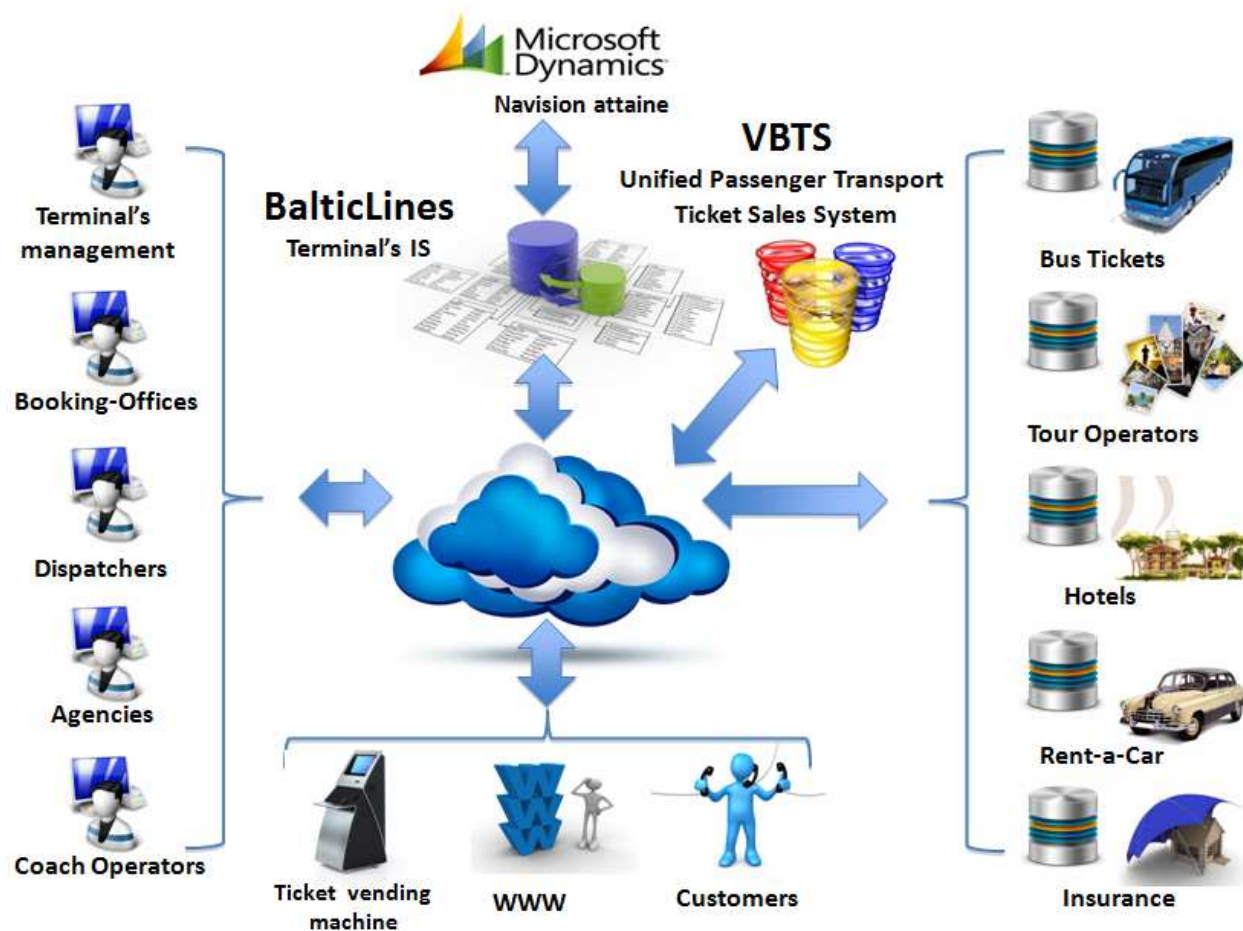 Microsoft
Dynamics
Navision attaine
VBTS
Unified Passenger Transport
Ticket Sales System
BalticLines
Terminal's IS
Terminal's
management
Booking-Offices
Dispatchers
Agencies
Coach Operators
Bus Tickets
Tour Operators
Hotels
Rent-a-Car
Insurance
Ticket vending
machine
WWW
Customers
W
W
W